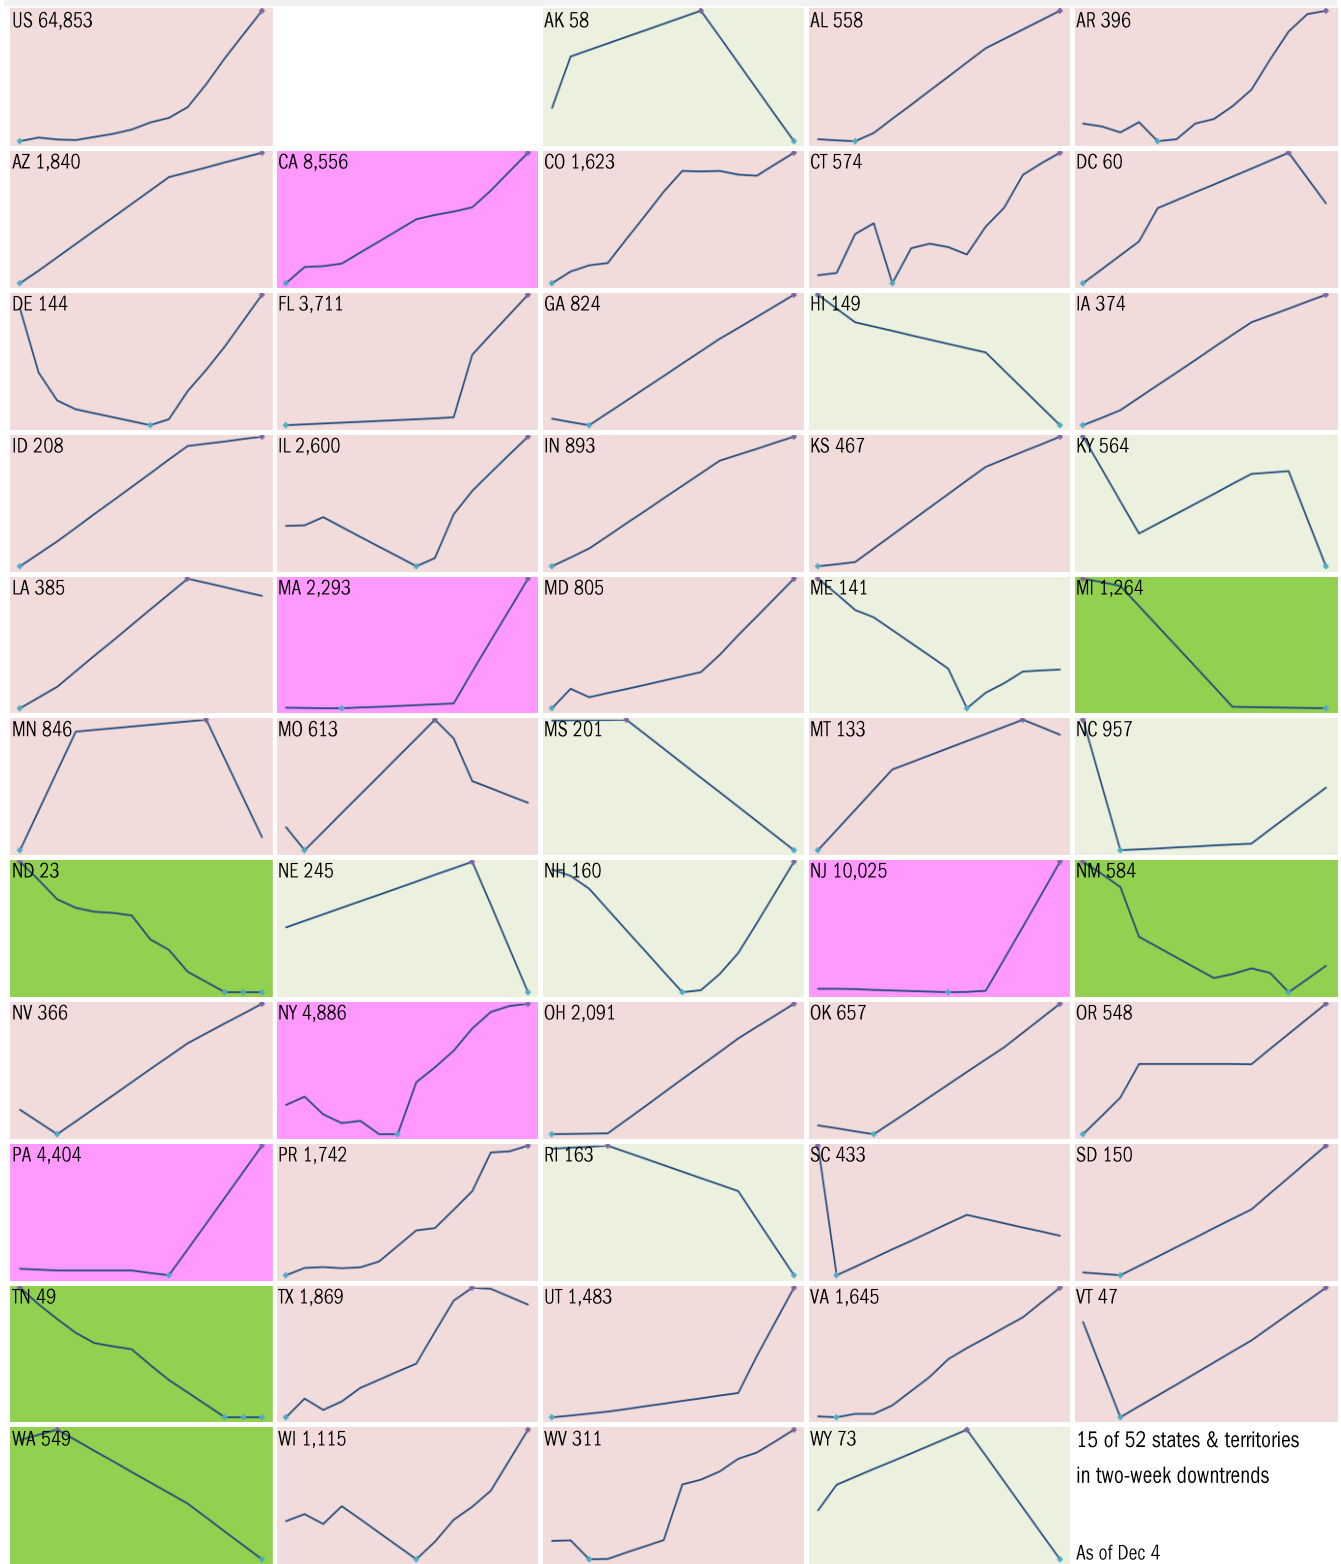 US 64,853
AK 58
AL 558
AR 396
AZ 1,840
CA 8,556
CO 1,623
CT 574
DC 60
DE 144
FL 3,711
GA 824
HI 149
IA 374
ID 208
IL 2,600
IN 893
KS 467
KY 564
LA 385
MA 2,293
MD 805
ME 141
MI 1,264
MN 846
MO 613
MS 201
MT 133
NC 957
ND 23
NE 245
NH 160
NJ 10,025
NM 584
NV 366
NY 4,886
OH 2,091
OK 657
OR 548
PA 4,404
PR 1,742
RI 163
SC 433
SD 150
TN 49
TX 1,869
UT 1,483
VA 1,645
VT 47
WA 549
WI 1,115
WV 311
WY 73
15 of 52 states & territories
in two-week downtrends
As of Dec 4